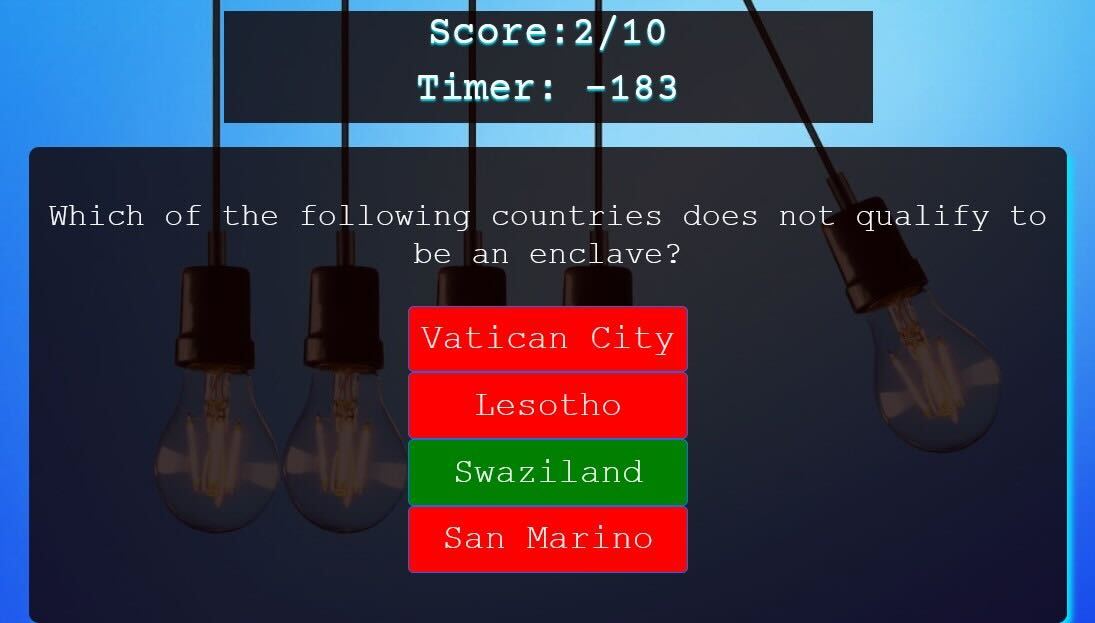 Score:2/10
Timer: -183
Which of the following countries does not qualify to
be an enclave?
Vatican City
Lesotho
Swaziland
San Marino